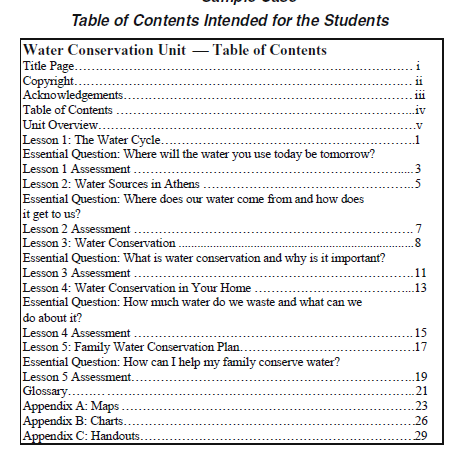 Table of Contents Intended for the Students
Water Conservation Unit — Table of Contents
Title Page.......... i
Copyright.......... ii
Acknowledgements.......... iii
Table of Contents .......... iv
Unit Overview.......... v
Lesson 1: The Water Cycle.......... 1
Essential Question: Where will the water you use today be tomorrow?
Lesson 1 Assessment .......... 3
Lesson 2: Water Sources in Athens .......... 5
Essential Question: Where does our water come from and how does
it get to us?
Lesson 2 Assessment .......... 7
Lesson 3: Water Conservation .......... 8
Essential Question: What is water conservation and why is it important?
Lesson 3 Assessment .......... 11
Lesson 4: Water Conservation in Your Home .......... 13
Essential Question: How much water do we waste and what can we
do about it?
Lesson 4 Assessment .......... 15
Lesson 5: Family Water Conservation Plan.......... 17
Essential Question: How can I help my family conserve water?
Lesson 5 Assessment.......... 19
Glossary.......... 21
Appendix A: Maps .......... 23
Appendix B: Charts.......... 26
Appendix C: Handouts.......... 29